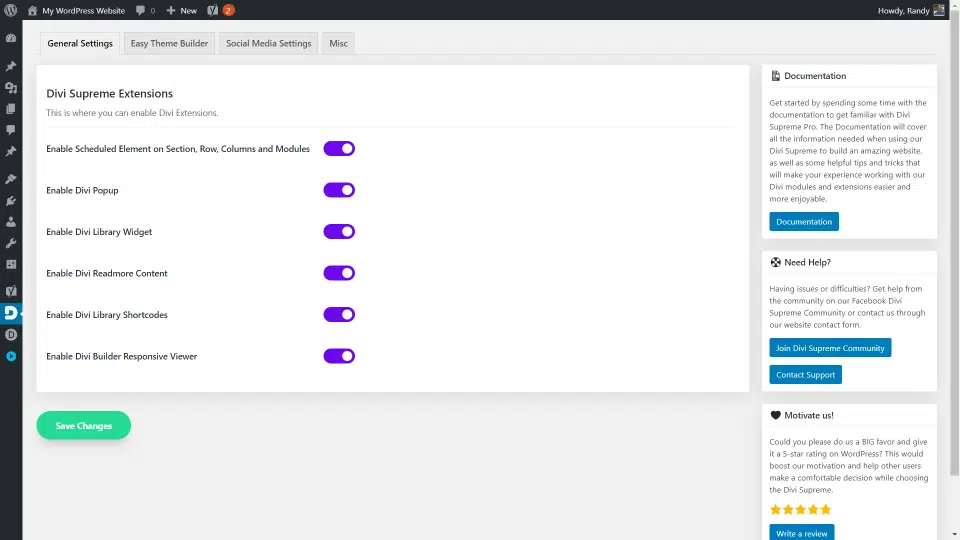 My WordPress Website 0 New 2 Howdy, Randy
General Settings Easy Theme Builder Social Media Settings Misc
Divi Supreme Extensions
This is where you can enable Divi Extensions.
Enable Scheduled Element on Section, Row, Columns and Modules
Enable Divi Popup
Enable Divi Library Widget
Enable Divi Readmore Content
Enable Divi Library Shortcodes
Enable Divi Builder Responsive Viewer
Save Changes
Documentation
Get started by spending some time with the
documentation to get familiar with Divi
Supreme Pro. The Documentation will cover
all the information needed when using our
Divi Supreme to build an amazing website,
as well as some helpful tips and tricks that
will make your experience working with our
Divi modules and extensions easier and
more enjoyable.
Documentation
Need Help?
Having issues or difficulties? Get help from
the community on our Facebook Divi
Supreme Community or contact us through
our website contact form.
Join Divi Supreme Community
Contact Support
Motivate us!
Could you please do us a BIG favor and give
it a 5-star rating on WordPress? This would
boost our motivation and help other users
make a comfortable decision while choosing
the Divi Supreme.
Write a review